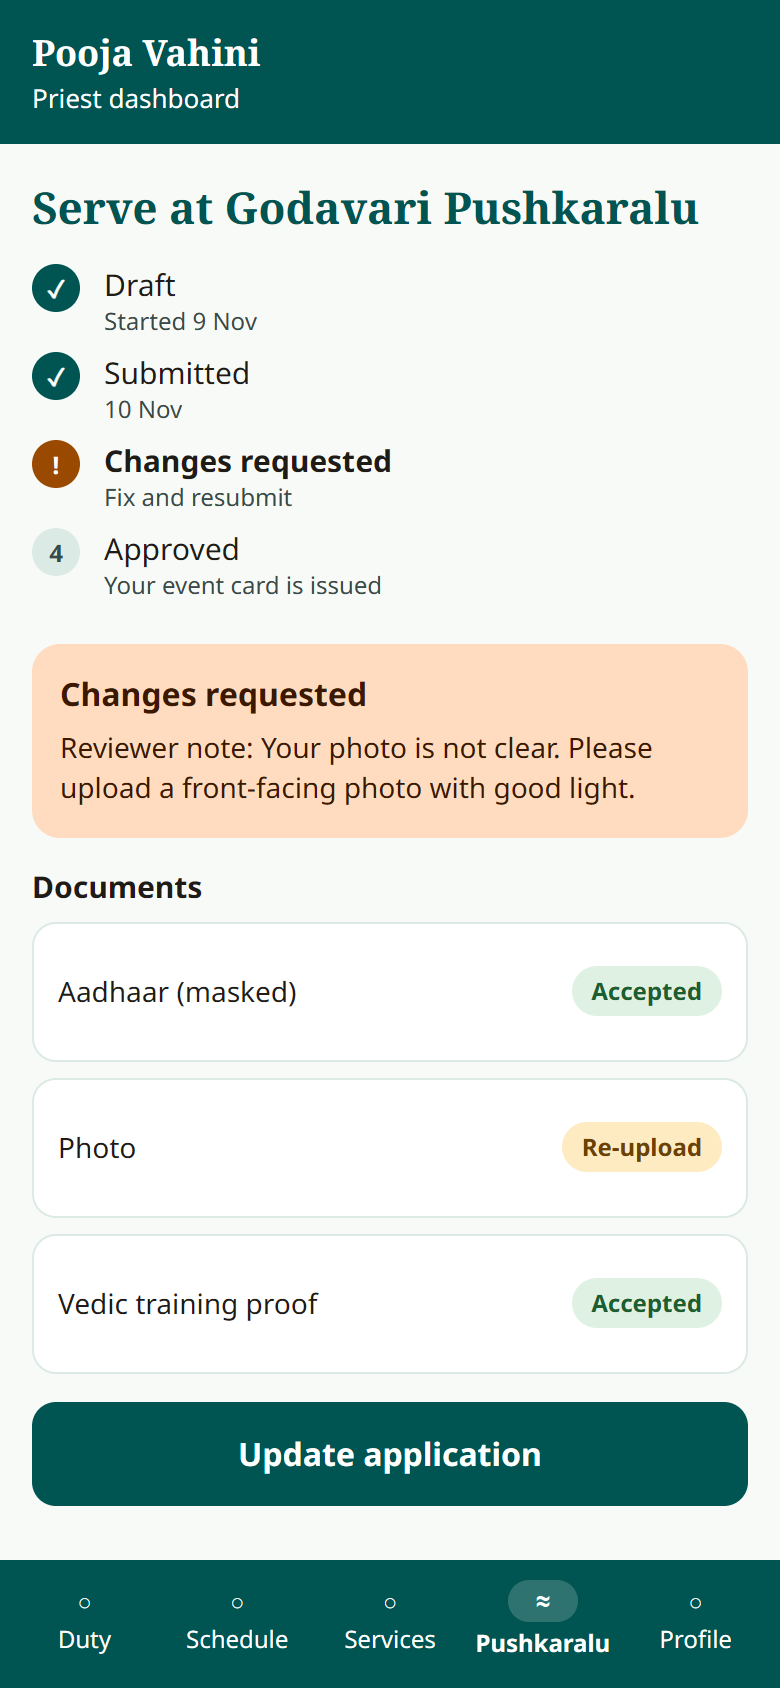 Pooja Vahini
Priest dashboard
Serve at Godavari Pushkaralu
✓ Draft
Started 9 Nov
✓ Submitted
10 Nov
! Changes requested
Fix and resubmit
4 Approved
Your event card is issued
Changes requested
Reviewer note: Your photo is not clear. Please
upload a front-facing photo with good light.
Documents
Aadhaar (masked) Accepted
Photo Re-upload
Vedic training proof Accepted
Update application
○ ○ ○ ≈ ○
Duty Schedule Services Pushkaralu Profile